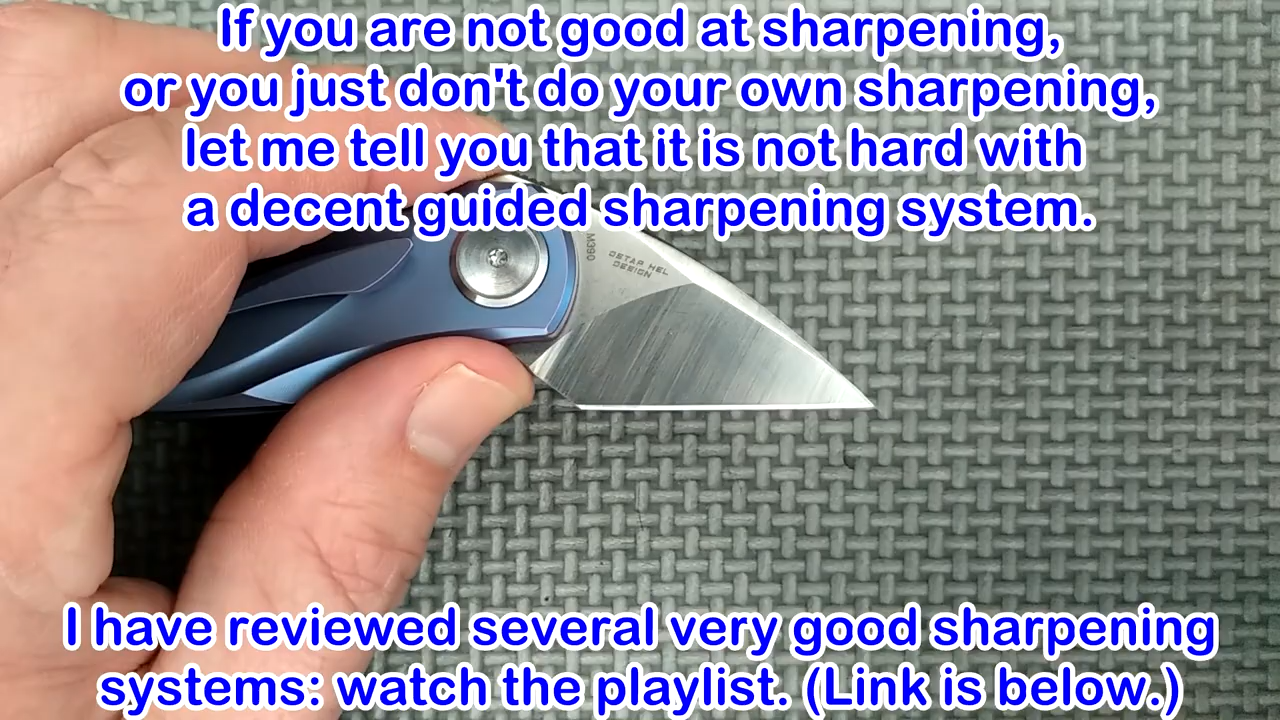 If you are not good at sharpening,
or you just don't do your own sharpening,
let me tell you that it is not hard with
a decent guided sharpening system.
M390
OSTAP HEL
DESIGN
I have reviewed several very good sharpening
systems: watch the playlist. (Link is below.)